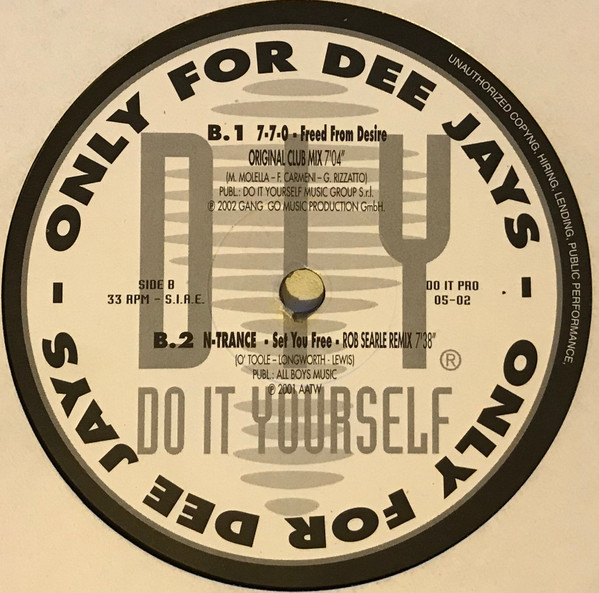 ONLY FOR DEE JAYS -
ONLY FOR DEE JAYS -
UNAUTHORIZED COPYNG, HIRING, LENDING, PUBLIC PERFORMANCE,
B.1 7-7-0 - Freed From Desire
ORIGINAL CLUB MIX 7'04"
(M. MOLELLA – F. CARMENI – G. RIZZATTO)
PUBL.: DO IT YOURSELF MUSIC GROUP S.r.l.
℗ 2002 GANG GO MUSIC PRODUCTION GmbH.
DIY
SIDE B
33 RPM - S.I.A.E.
DO IT PRO
05-02
B.2 N-TRANCE - Set You Free - ROB SEARLE REMIX 7'38"
(O' TOOLE – LONGWORTH - LEWIS)
PUBL.: ALL BOYS MUSIC
℗ 2001 AATW
®
DO IT YOURSELF